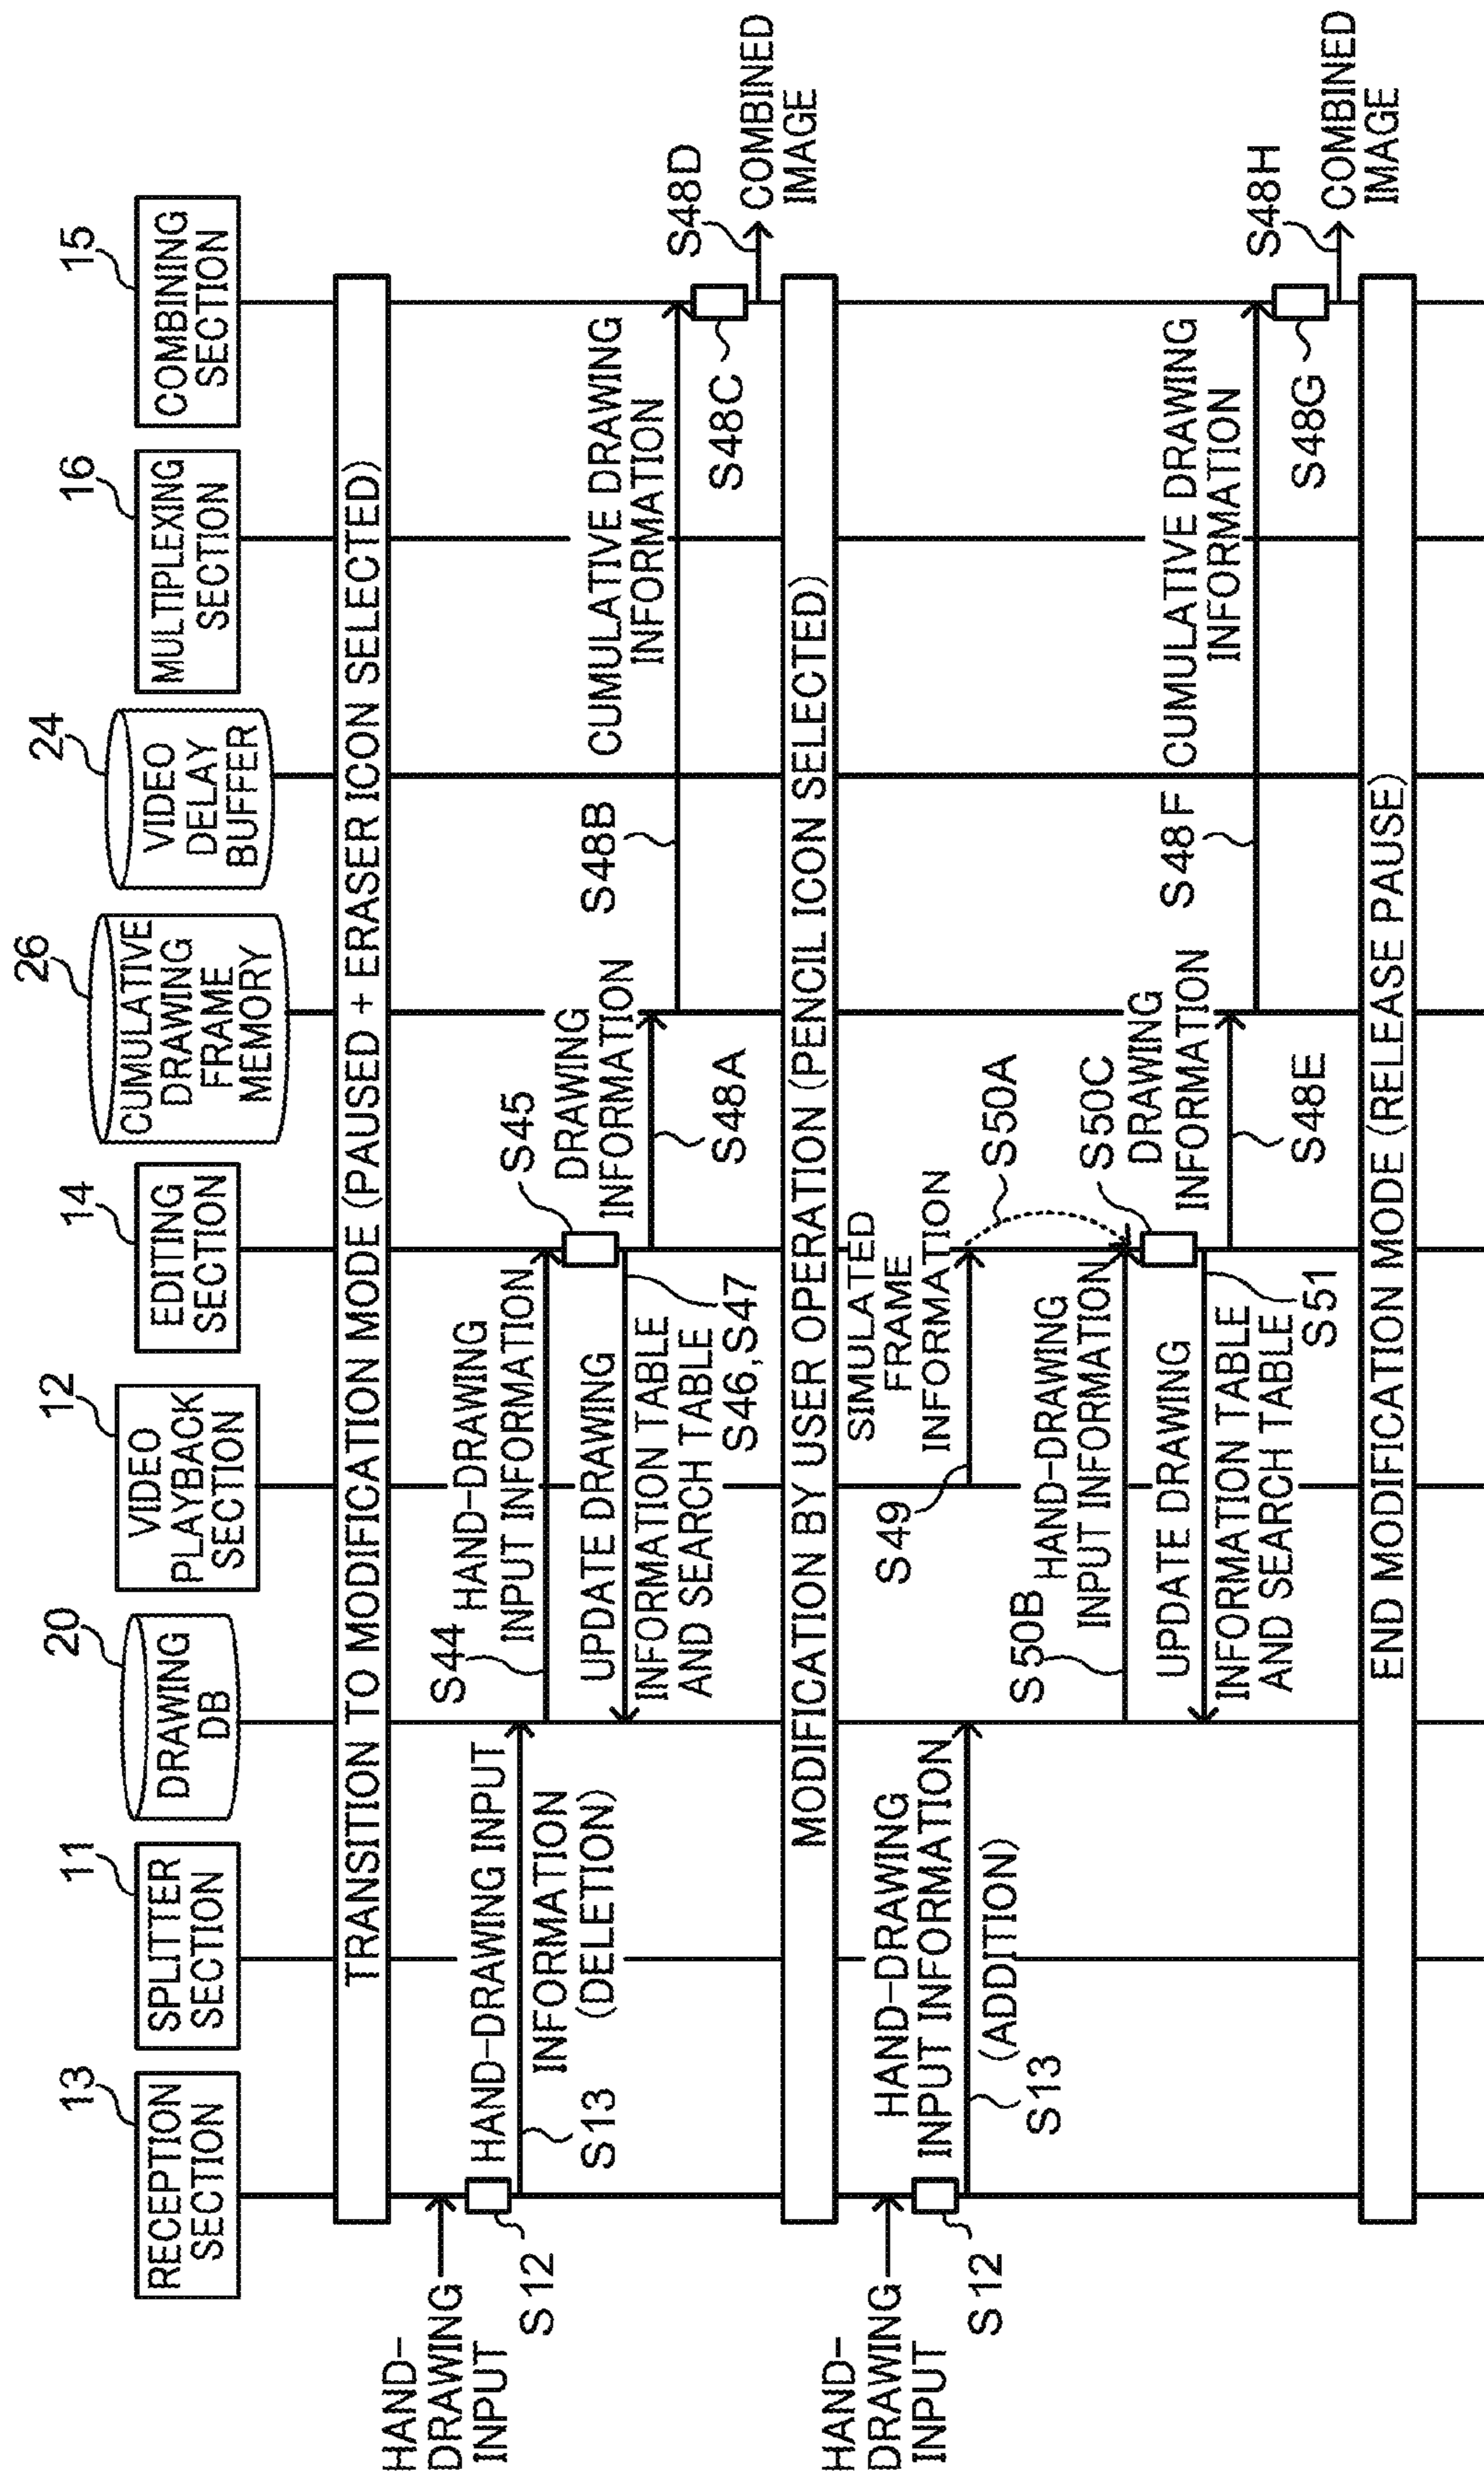 13
RECEPTION
SECTION
11
SPLITTER
SECTION
20
DRAWING
DB
12
VIDEO
PLAYBACK
SECTION
14
EDITING
SECTION
26
CUMULATIVE
DRAWING
FRAME
MEMORY
24
VIDEO
DELAY
BUFFER
16
MULTIPLEXING
SECTION
15
COMBINING
SECTION
TRANSITION TO MODIFICATION MODE (PAUSED + ERASER ICON SELECTED)
HAND-
DRAWING
INPUT
S12
HAND-DRAWING INPUT
INFORMATION
(DELETION)
S13
S44
HAND-DRAWING
INPUT INFORMATION
S45
UPDATE DRAWING
INFORMATION TABLE
AND SEARCH TABLE
S46,S47
DRAWING
INFORMATION
S48A
S48B
CUMULATIVE DRAWING
INFORMATION
S48C
S48D
COMBINED
IMAGE
MODIFICATION BY USER OPERATION (PENCIL ICON SELECTED)
HAND-
DRAWING
INPUT
S12
HAND-DRAWING
INPUT INFORMATION
(ADDITION)
S13
SIMULATED
FRAME
INFORMATION
S49
S50A
S50B
HAND-DRAWING
INPUT INFORMATION
S50C
UPDATE DRAWING
INFORMATION TABLE
AND SEARCH TABLE
S51
DRAWING
INFORMATION
S48E
S48F
CUMULATIVE DRAWING
INFORMATION
S48G
S48H
COMBINED
IMAGE
END MODIFICATION MODE (RELEASE PAUSE)